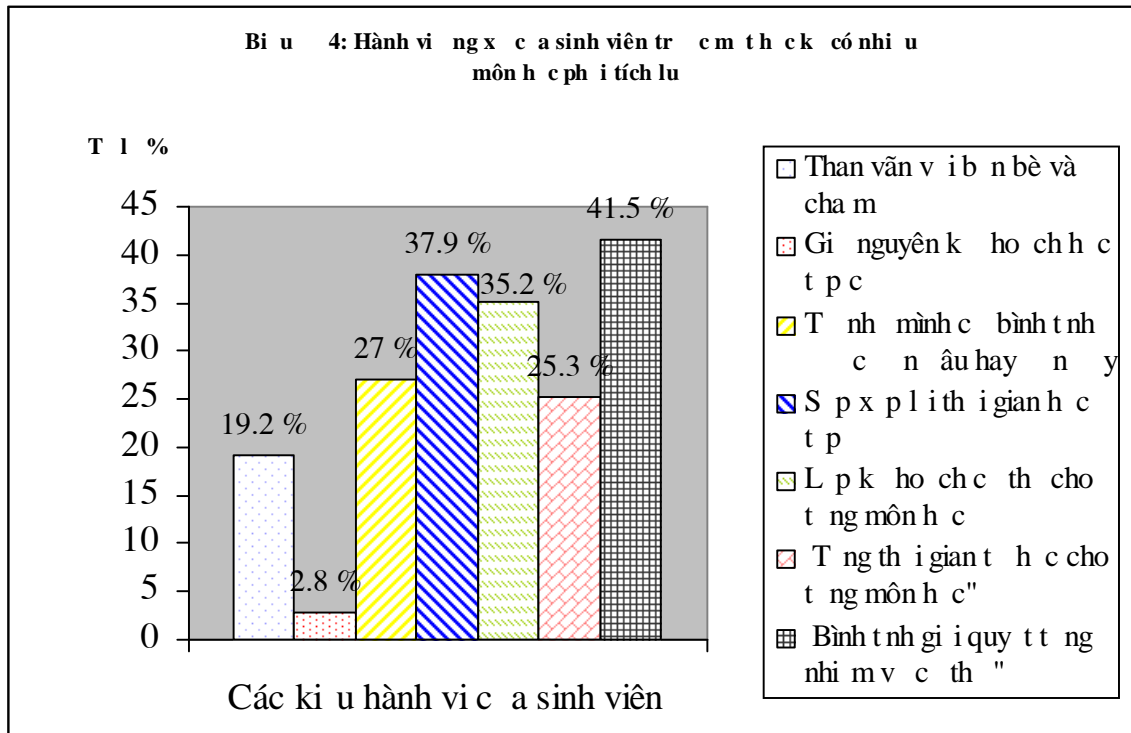 Bi u 4: Hành vi ng x c a sinh viên tr c m t h c k có nhi u
môn h c ph i tích lu
T l %
45
40
35
30
25
20
15
10
5
0
19.2 %
2.8 %
27 %
37.9 %
35.2 %
25.3 %
41.5 %
Các ki u hành vi c a sinh viên
Than vãn v i b n bè và
cha m
Gi nguyên k ho ch h c
t p c
T nh mình c bình t nh
c n âu hay n y
S p x p l i th i gian h c
t p
L p k ho ch c th cho
t ng môn h c
T ng th i gian t h c cho
t ng môn h c"
Bình t nh gi i quy t t ng
nhi m v c th "